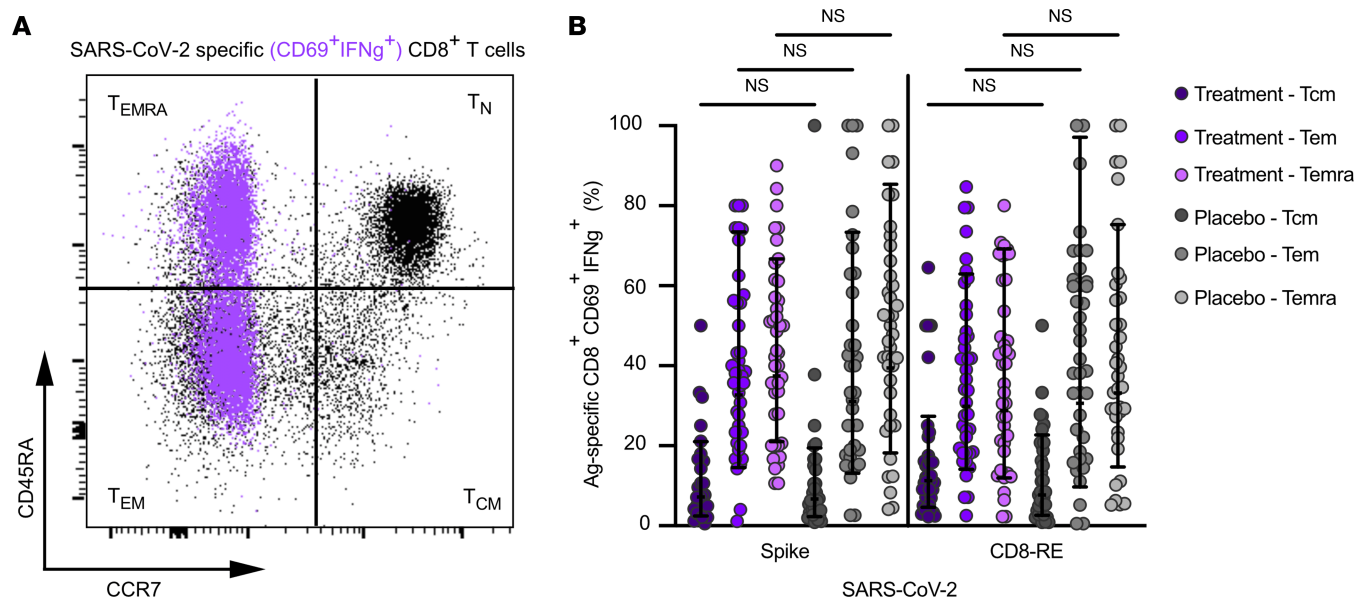 A
SARS-CoV-2 specific (CD69+IFNg+) CD8+ T cells
TEMRA
TN
TEM
TCM
CD45RA
CCR7
B
NS
NS
NS
NS
NS
NS
Ag-specific CD8+ CD69+ IFNg+ (%)
100
80
60
40
20
0
Spike
CD8-RE
SARS-CoV-2
Treatment - Tcm
Treatment - Tem
Treatment - Temra
Placebo - Tcm
Placebo - Tem
Placebo - Temra